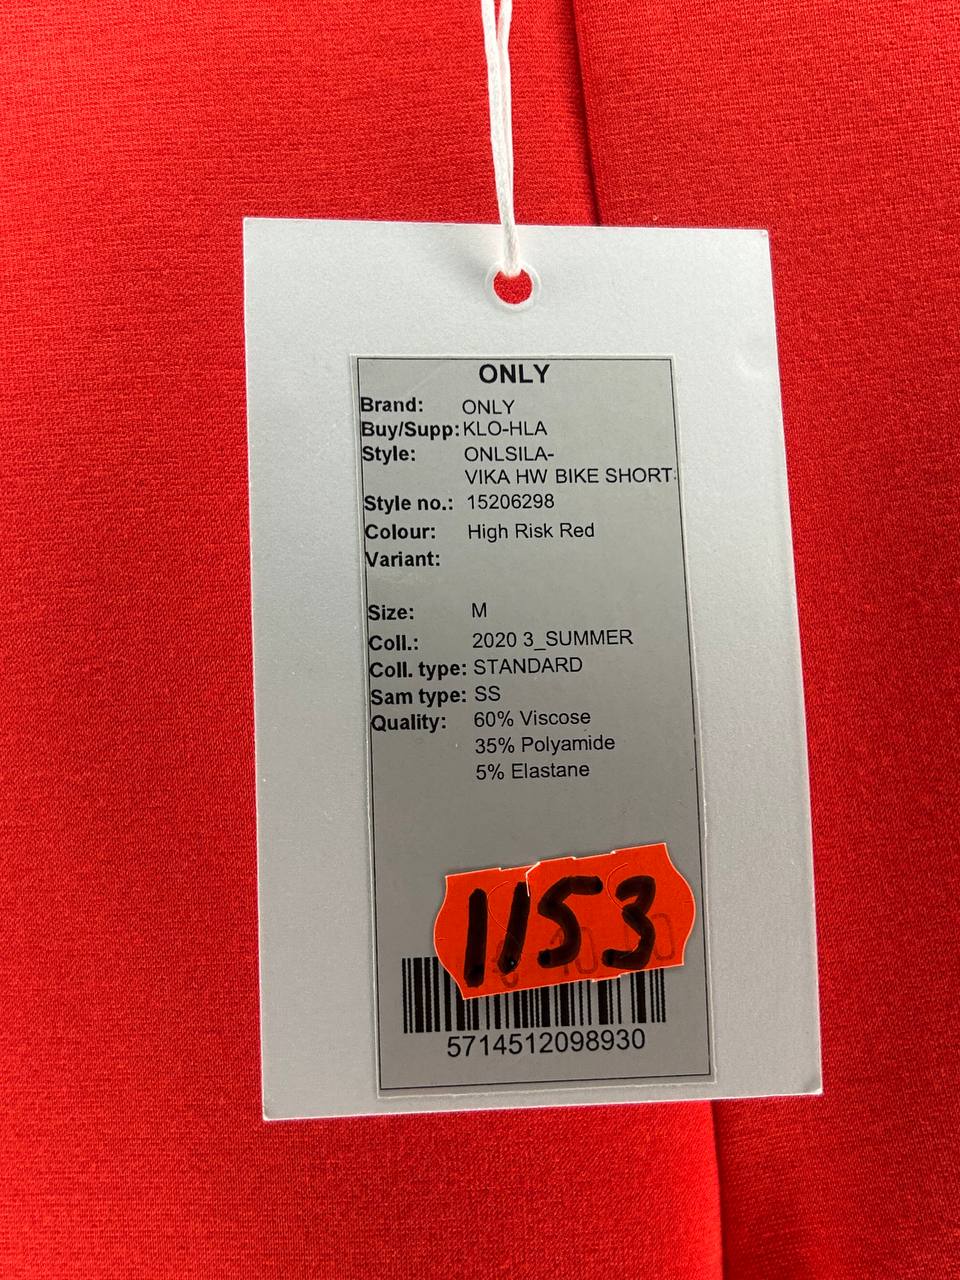 ONLY
Brand: ONLY
Buy/Supp: KLO-HLA
Style: ONLSILA-
VIKA HW BIKE SHORT
Style no.: 15206298
Colour: High Risk Red
Variant:
Size: M
Coll.: 2020 3_SUMMER
Coll. type: STANDARD
Sam type: SS
Quality: 60% Viscose
35% Polyamide
5% Elastane
1153
5714512098930